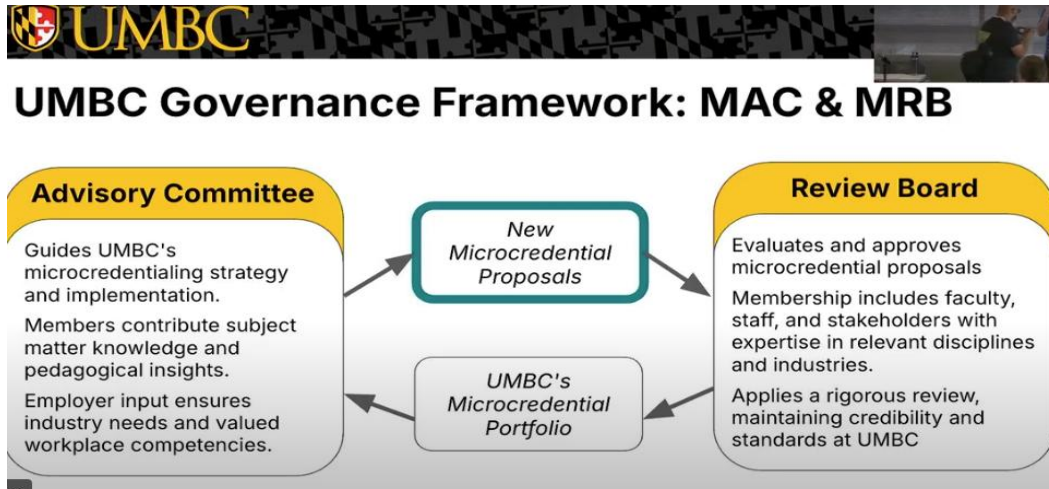 UMBC
UMBC Governance Framework: MAC & MRB
Advisory Committee
Guides UMBC's
microcredentialing strategy
and implementation.
Members contribute subject
matter knowledge and
pedagogical insights.
Employer input ensures
industry needs and valued
workplace competencies.
New
Microcredential
Proposals
UMBC's
Microcredential
Portfolio
Review Board
Evaluates and approves
microcredential proposals
Membership includes faculty,
staff, and stakeholders with
expertise in relevant disciplines
and industries.
Applies a rigorous review,
maintaining credibility and
standards at UMBC